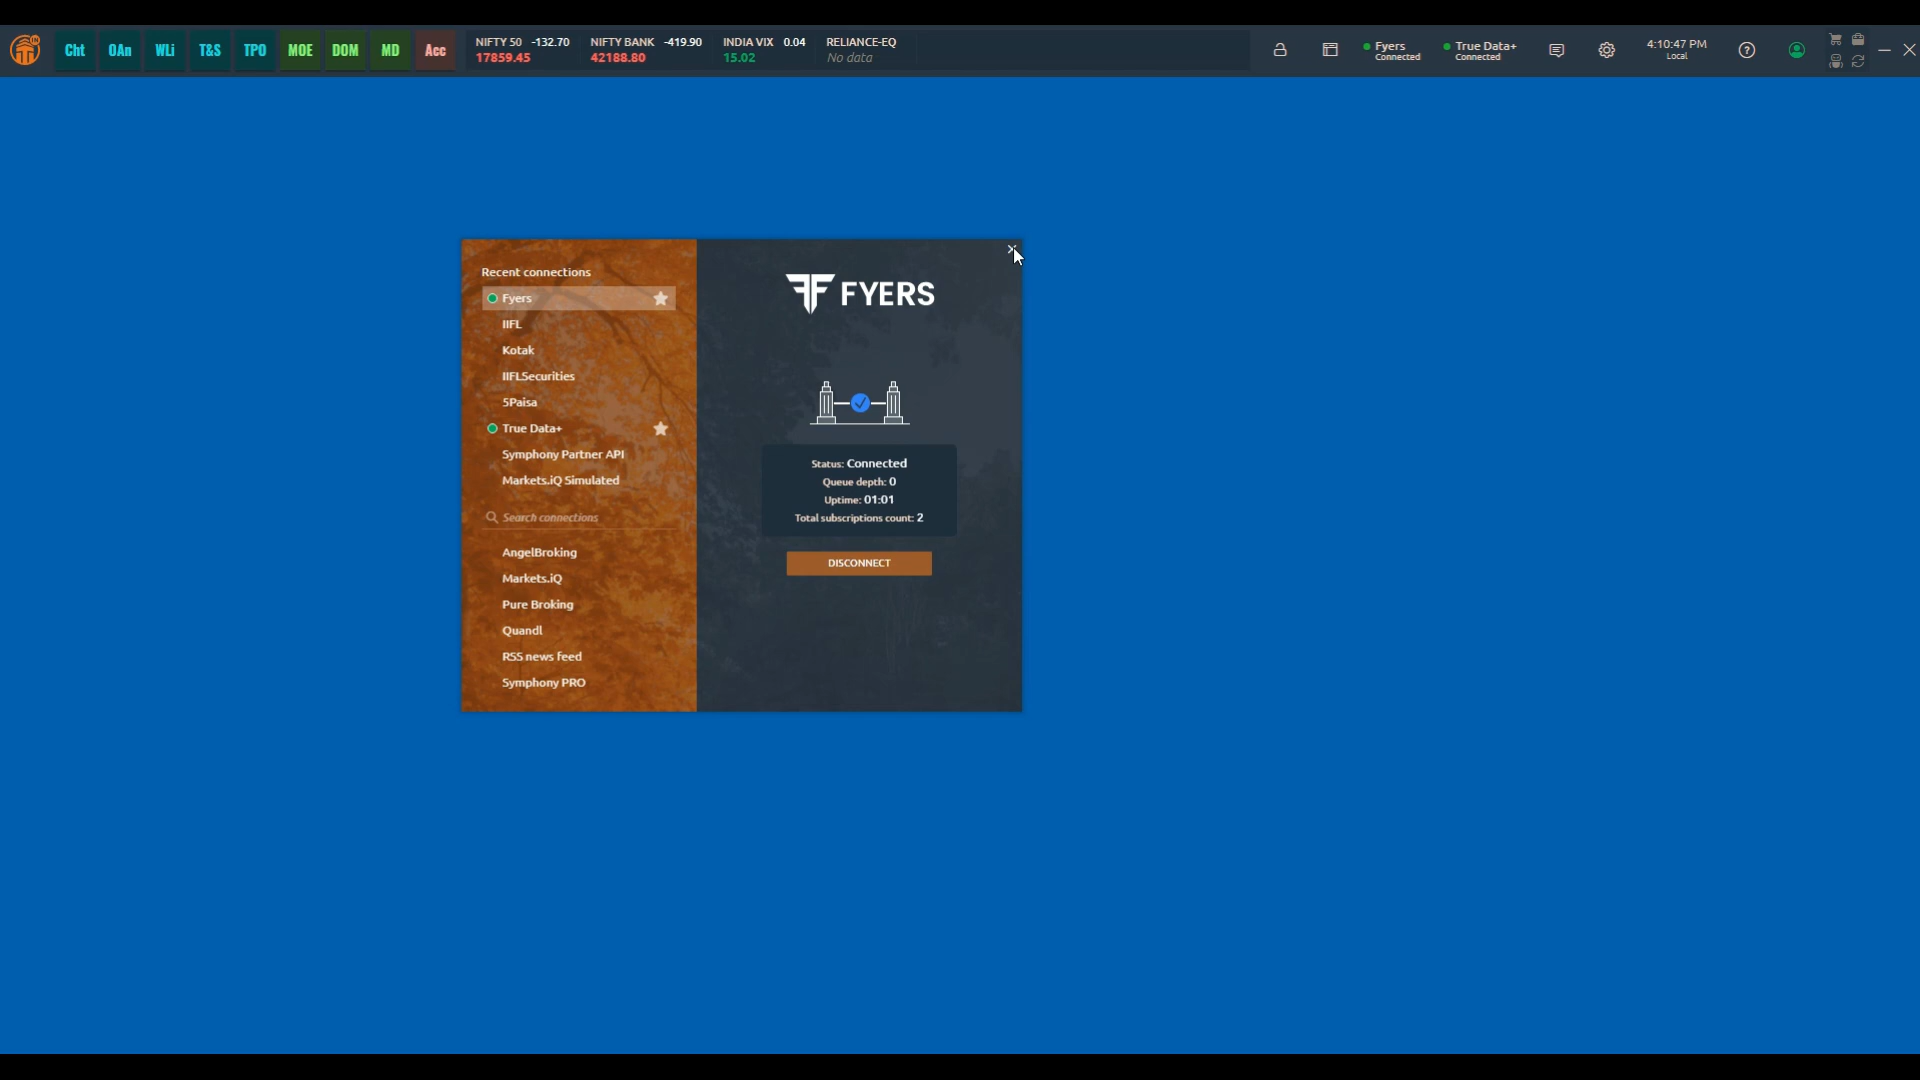 Cht OAn WLi T&S TPO MOE DOM MD Acc
NIFTY 50 -132.70 NIFTY BANK -419.90 INDIA VIX 0.04 RELIANCE-EQ
17859.45 42188.80 15.02 No data
Fyers
Connected
True Data+
Connected
4:10:47 PM
Local
Recent connections
Fyers
IIFL
Kotak
IIFLSecurities
5Paisa
True Data+
Symphony Partner API
Markets.iQ Simulated
Search connections
AngelBroking
Markets.iQ
Pure Broking
Quandl
RSS news feed
Symphony PRO
FYERS
Status: Connected
Queue depth: 0
Uptime: 01:01
Total subscriptions count: 2
DISCONNECT